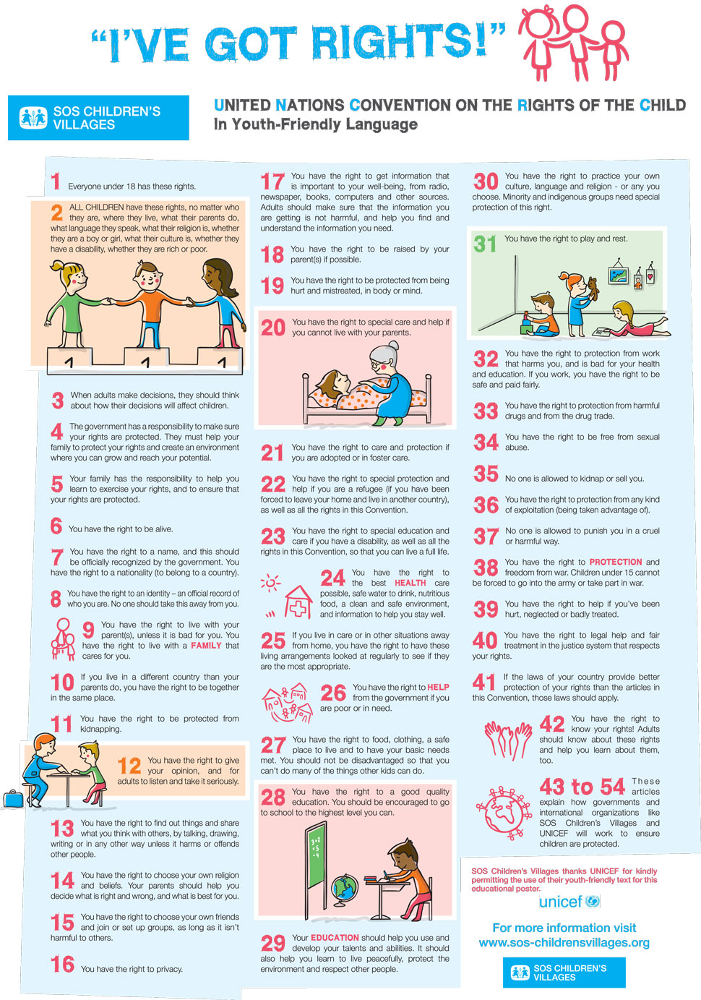 “I’VE GOT RIGHTS!”
SOS CHILDREN’S
VILLAGES
UNITED NATIONS CONVENTION ON THE RIGHTS OF THE CHILD
In Youth-Friendly Language
1 Everyone under 18 has these rights.
2 ALL CHILDREN have these rights, no matter who
they are, where they live, what their parents do,
what language they speak, what their religion is, whether
they are a boy or girl, what their culture is, whether they
have a disability, whether they are rich or poor.
1 1 1
3 When adults make decisions, they should think
about how their decisions will affect children.
4 The government has a responsibility to make sure
your rights are protected. They must help your
family to protect your rights and create an environment
where you can grow and reach your potential.
5 Your family has the responsibility to help you
learn to exercise your rights, and to ensure that
your rights are protected.
6 You have the right to be alive.
7 You have the right to a name, and this should
be officially recognized by the government. You
have the right to a nationality (to belong to a country).
8 You have the right to an identity – an official record of
who you are. No one should take this away from you.
9 You have the right to live with your
parent(s), unless it is bad for you. You
have the right to live with a FAMILY that
cares for you.
10 If you live in a different country than your
parents do, you have the right to be together
in the same place.
11 You have the right to be protected from
kidnapping.
12 You have the right to give
your opinion, and for
adults to listen and take it seriously.
13 You have the right to find out things and share
what you think with others, by talking, drawing,
writing or in any other way unless it harms or offends
other people.
14 You have the right to choose your own religion
and beliefs. Your parents should help you
decide what is right and wrong, and what is best for you.
15 You have the right to choose your own friends
and join or set up groups, as long as it isn’t
harmful to others.
16 You have the right to privacy.
17 You have the right to get information that
is important to your well-being, from radio,
newspaper, books, computers and other sources.
Adults should make sure that the information you
are getting is not harmful, and help you find and
understand the information you need.
18 You have the right to be raised by your
parent(s) if possible.
19 You have the right to be protected from being
hurt and mistreated, in body or mind.
20 You have the right to special care and help if
you cannot live with your parents.
21 You have the right to care and protection if
you are adopted or in foster care.
22 You have the right to special protection and
help if you are a refugee (if you have been
forced to leave your home and live in another country),
as well as all the rights in this Convention.
23 You have the right to special education and
care if you have a disability, as well as all the
rights in this Convention, so that you can live a full life.
24 You have the right to
the best HEALTH care
possible, safe water to drink, nutritious
food, a clean and safe environment,
and information to help you stay well.
25 If you live in care or in other situations away
from home, you have the right to have these
living arrangements looked at regularly to see if they
are the most appropriate.
26 You have the right to HELP
from the government if you
are poor or in need.
27 You have the right to food, clothing, a safe
place to live and to have your basic needs
met. You should not be disadvantaged so that you
can’t do many of the things other kids can do.
28 You have the right to a good quality
education. You should be encouraged to go
to school to the highest level you can.
3+2
=5
-4
29 Your EDUCATION should help you use and
develop your talents and abilities. It should
also help you learn to live peacefully, protect the
environment and respect other people.
30 You have the right to practice your own
culture, language and religion - or any you
choose. Minority and indigenous groups need special
protection of this right.
31 You have the right to play and rest.
32 You have the right to protection from work
that harms you, and is bad for your health
and education. If you work, you have the right to be
safe and paid fairly.
33 You have the right to protection from harmful
drugs and from the drug trade.
34 You have the right to be free from sexual
abuse.
35 No one is allowed to kidnap or sell you.
36 You have the right to protection from any kind
of exploitation (being taken advantage of).
37 No one is allowed to punish you in a cruel
or harmful way.
38 You have the right to PROTECTION and
freedom from war. Children under 15 cannot
be forced to go into the army or take part in war.
39 You have the right to help if you’ve been
hurt, neglected or badly treated.
40 You have the right to legal help and fair
treatment in the justice system that respects
your rights.
41 If the laws of your country provide better
protection of your rights than the articles in
this Convention, those laws should apply.
42 You have the right to
know your rights! Adults
should know about these rights
and help you learn about them,
too.
43 to 54 These
articles
explain how governments and
international organizations like
SOS Children’s Villages and
UNICEF will work to ensure
children are protected.
SOS Children’s Villages thanks UNICEF for kindly
permitting the use of their youth-friendly text for this
educational poster.
unicef
For more information visit
www.sos-childrensvillages.org
SOS CHILDREN’S
VILLAGES